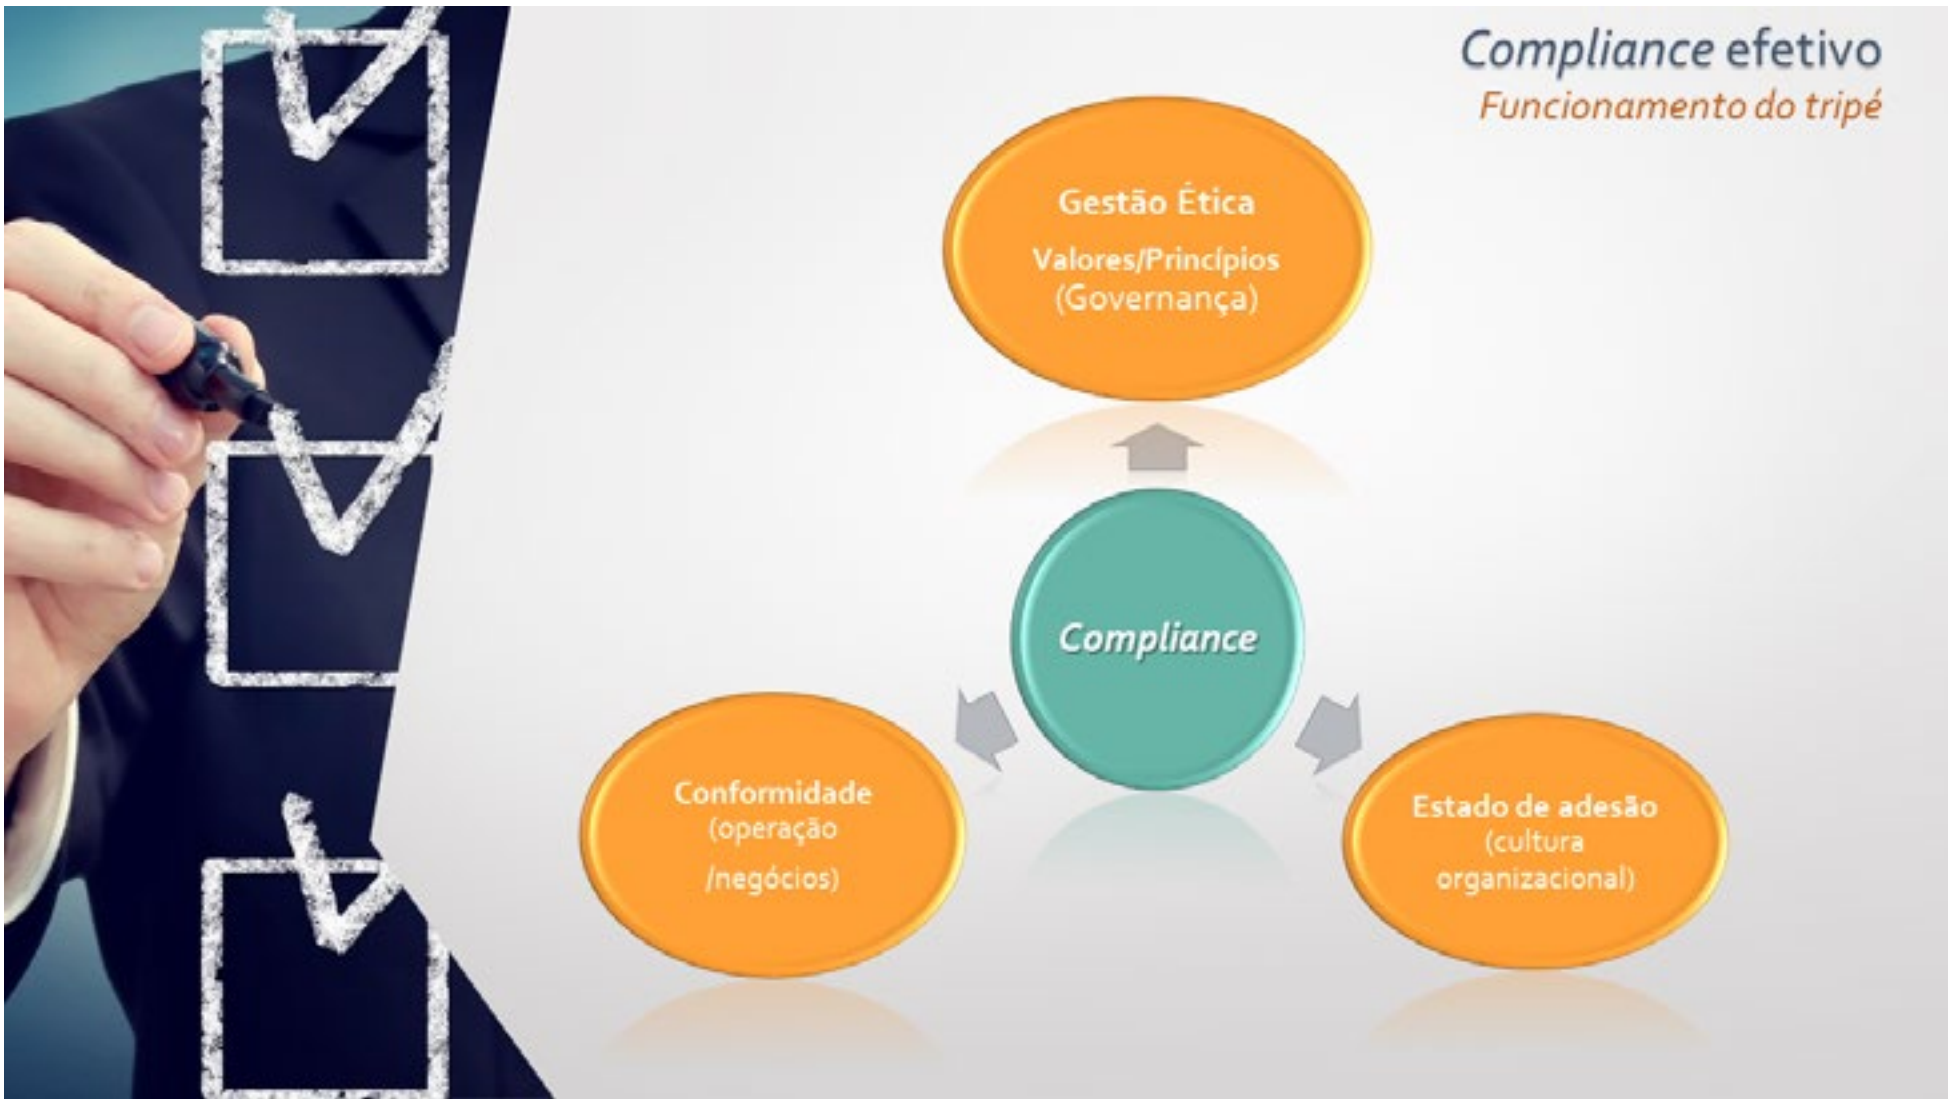 Compliance efetivo
Funcionamento do tripé
Gestão Ética
Valores/Princípios
(Governança)
Compliance
Conformidade
(operação
/negócios)
Estado de adesão
(cultura
organizacional)